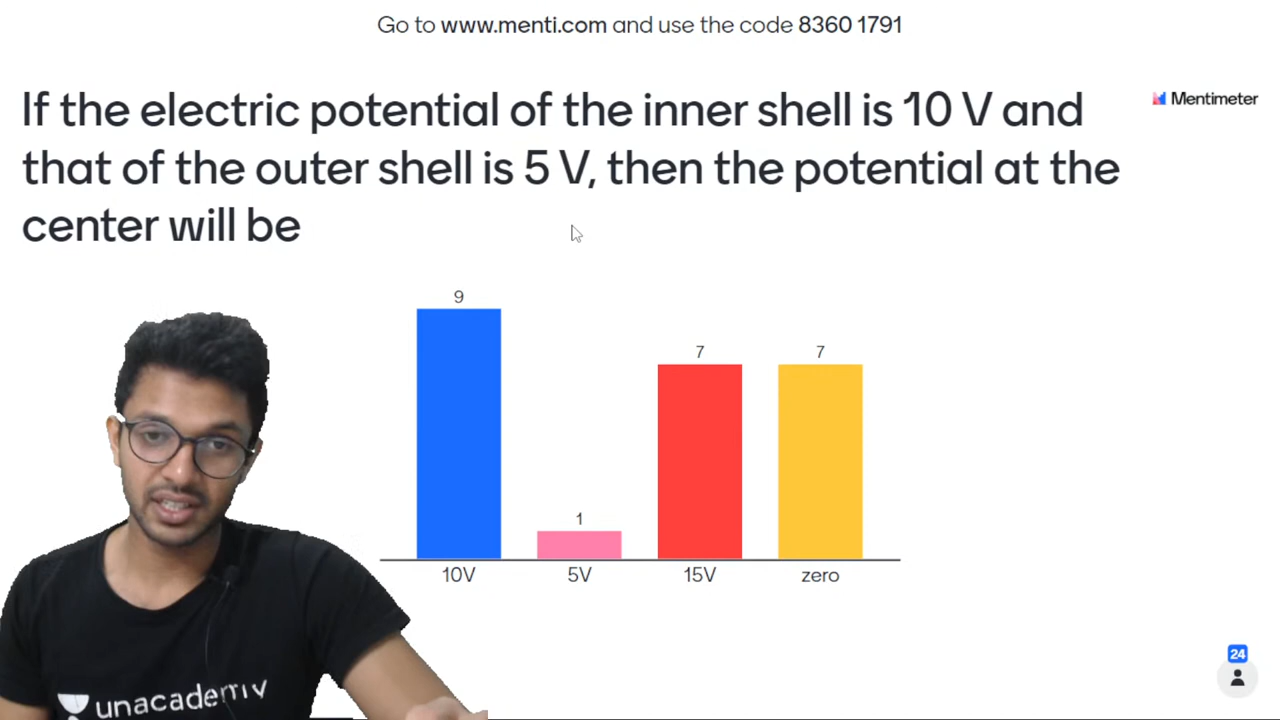 Go to www.menti.com and use the code 8360 1791
If the electric potential of the inner shell is 10 V and
that of the outer shell is 5 V, then the potential at the
center will be
Mentimeter
9
1
7
7
10V
5V
15V
zero
unacademy
24